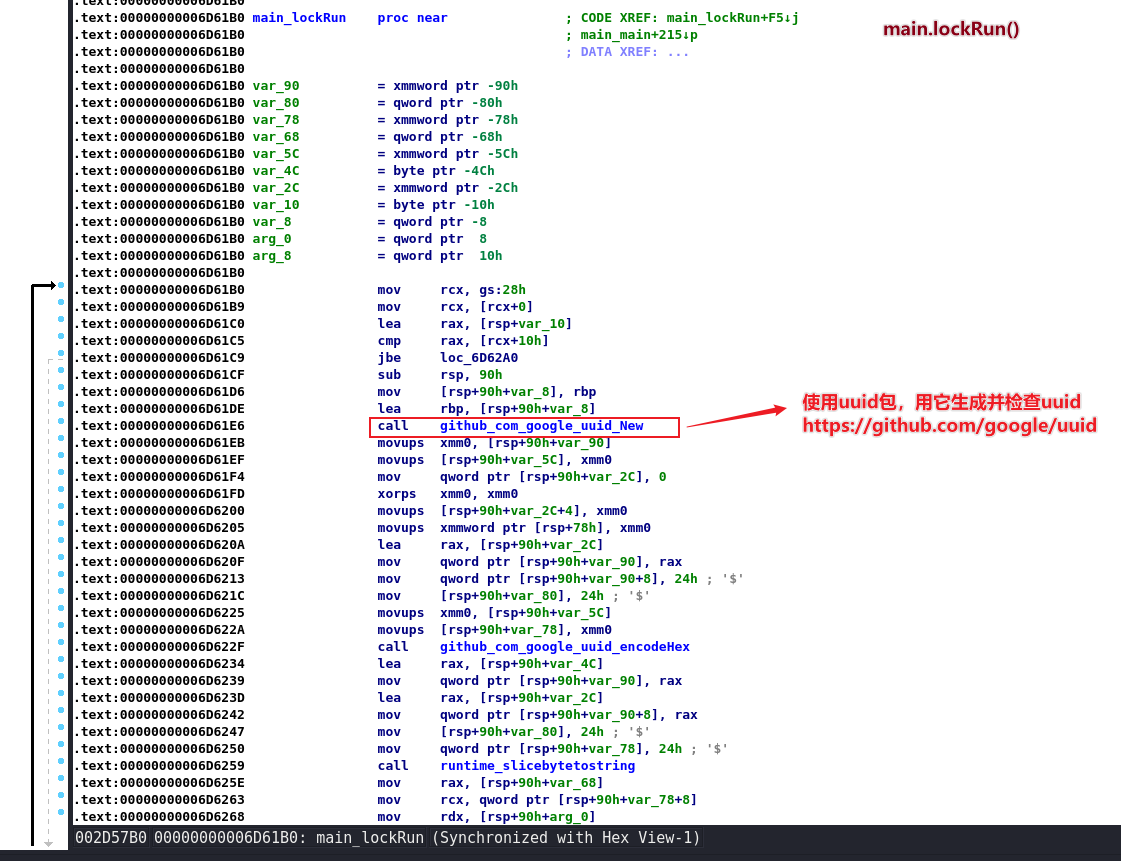 .text:00000000006D61B0
.text:00000000006D61B0 main_lockRun    proc near               ; CODE XREF: main_lockRun+F5↓j
main.lockRun()
.text:00000000006D61B0                                         ; main_main+215↓p
.text:00000000006D61B0                                         ; DATA XREF: ...
.text:00000000006D61B0
.text:00000000006D61B0 var_90          = xmmword ptr -90h
.text:00000000006D61B0 var_80          = qword ptr -80h
.text:00000000006D61B0 var_78          = xmmword ptr -78h
.text:00000000006D61B0 var_68          = qword ptr -68h
.text:00000000006D61B0 var_5C          = xmmword ptr -5Ch
.text:00000000006D61B0 var_4C          = byte ptr -4Ch
.text:00000000006D61B0 var_2C          = xmmword ptr -2Ch
.text:00000000006D61B0 var_10          = byte ptr -10h
.text:00000000006D61B0 var_8           = qword ptr -8
.text:00000000006D61B0 arg_0           = qword ptr  8
.text:00000000006D61B0 arg_8           = qword ptr  10h
.text:00000000006D61B0
.text:00000000006D61B0                 mov     rcx, gs:28h
.text:00000000006D61B9                 mov     rcx, [rcx+0]
.text:00000000006D61C0                 lea     rax, [rsp+var_10]
.text:00000000006D61C5                 cmp     rax, [rcx+10h]
.text:00000000006D61C9                 jbe     loc_6D62A0
.text:00000000006D61CF                 sub     rsp, 90h
.text:00000000006D61D6                 mov     [rsp+90h+var_8], rbp
.text:00000000006D61DE                 lea     rbp, [rsp+90h+var_8]
使用uuid包，用它生成并检查uuid
https://github.com/google/uuid
.text:00000000006D61E6                 call    github_com_google_uuid_New
.text:00000000006D61EB                 movups  xmm0, [rsp+90h+var_90]
.text:00000000006D61EF                 movups  [rsp+90h+var_5C], xmm0
.text:00000000006D61F4                 mov     qword ptr [rsp+90h+var_2C], 0
.text:00000000006D61FD                 xorps   xmm0, xmm0
.text:00000000006D6200                 movups  [rsp+90h+var_2C+4], xmm0
.text:00000000006D6205                 movups  xmmword ptr [rsp+78h], xmm0
.text:00000000006D620A                 lea     rax, [rsp+90h+var_2C]
.text:00000000006D620F                 mov     qword ptr [rsp+90h+var_90], rax
.text:00000000006D6213                 mov     qword ptr [rsp+90h+var_90+8], 24h ; '$'
.text:00000000006D621C                 mov     [rsp+90h+var_80], 24h ; '$'
.text:00000000006D6225                 movups  xmm0, [rsp+90h+var_5C]
.text:00000000006D622A                 movups  [rsp+90h+var_78], xmm0
.text:00000000006D622F                 call    github_com_google_uuid_encodeHex
.text:00000000006D6234                 lea     rax, [rsp+90h+var_4C]
.text:00000000006D6239                 mov     qword ptr [rsp+90h+var_90], rax
.text:00000000006D623D                 lea     rax, [rsp+90h+var_2C]
.text:00000000006D6242                 mov     qword ptr [rsp+90h+var_90+8], rax
.text:00000000006D6247                 mov     [rsp+90h+var_80], 24h ; '$'
.text:00000000006D6250                 mov     qword ptr [rsp+90h+var_78], 24h ; '$'
.text:00000000006D6259                 call    runtime_slicebytetostring
.text:00000000006D625E                 mov     rax, [rsp+90h+var_68]
.text:00000000006D6263                 mov     rcx, qword ptr [rsp+90h+var_78+8]
.text:00000000006D6268                 mov     rdx, [rsp+90h+arg_0]
002D57B0 00000000006D61B0: main_lockRun (Synchronized with Hex View-1)